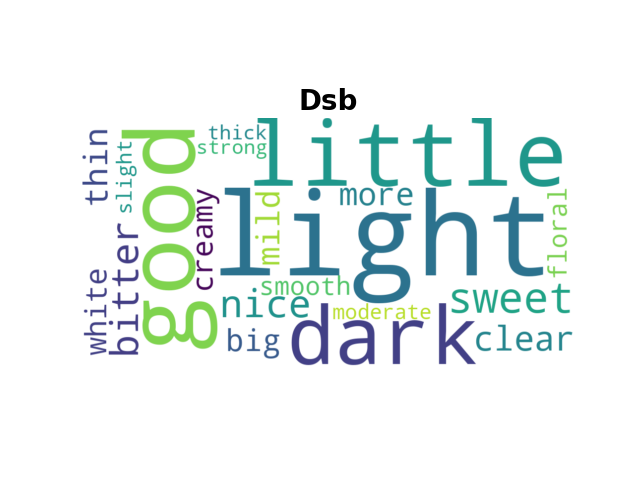 Dsb
thin
slight
good
thick
strong
little
light
more
mild
creamy
floral
white
bitter
smooth
nice
moderate
sweet
big
dark
clear